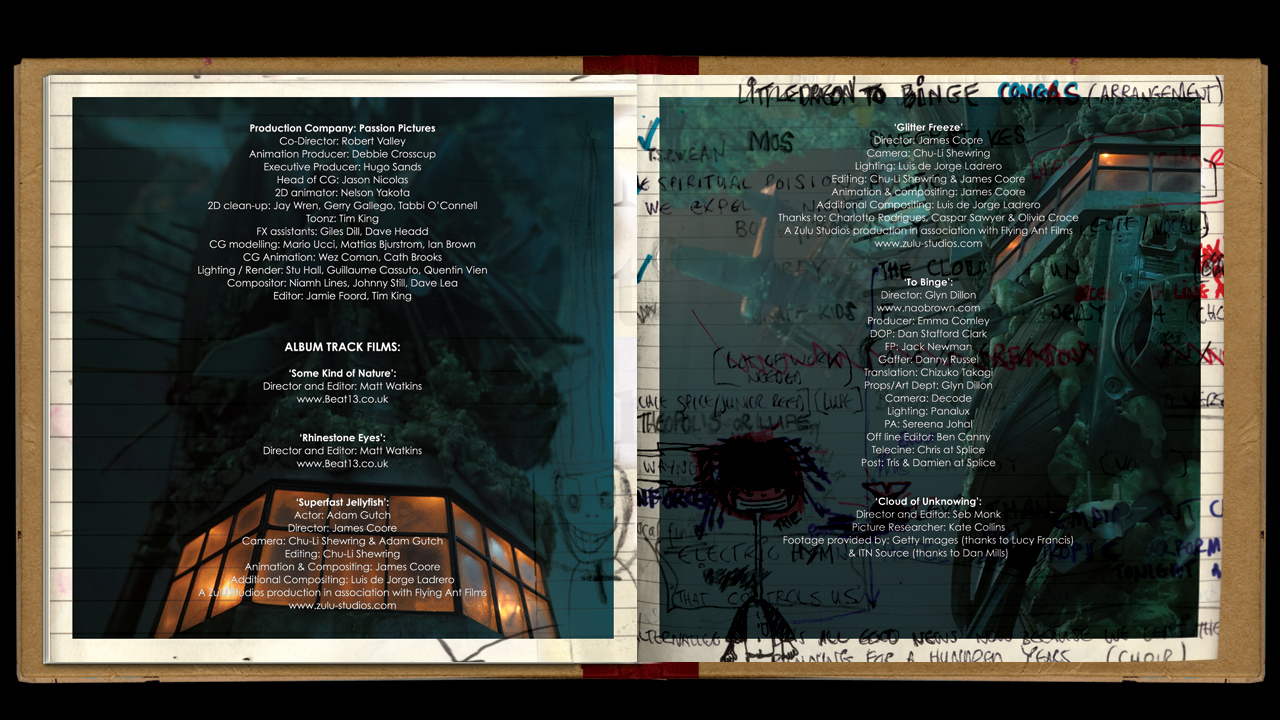 Production Company: Passion Pictures
Co-Director: Robert Valley
Animation Producer: Debbie Crosscup
Executive Producer: Hugo Sands
Head of CG: Jason Nicolas
2D animator: Nelson Yakota
2D clean-up: Jay Wren, Gerry Gallego, Tabbi O'Connell
Toonz: Tim King
FX assistants: Giles Dill, Dave Headd
CG modelling: Mario Ucci, Mattias Bjurstrom, Ian Brown
CG Animation: Wez Coman, Cath Brooks
Lighting / Render: Stu Hall, Guillaume Cassuto, Quentin Vien
Compositor: Niamh Lines, Johnny Still, Dave Lea
Editor: Jamie Foord, Tim King
ALBUM TRACK FILMS:
'Some Kind of Nature':
Director and Editor: Matt Watkins
www.Beat13.co.uk
'Rhinestone Eyes':
Director and Editor: Matt Watkins
www.Beat13.co.uk
'Superfast Jellyfish':
Actor: Adam Gutch
Director: James Coore
Camera: Chu-Li Shewring & Adam Gutch
Editing: Chu-Li Shewring
Animation & Compositing: James Coore
Additional Compositing: Luis de Jorge Ladrero
A Zulu Studios production in association with Flying Ant Films
www.zulu-studios.com
TO BINGE CONGAS (ARRANGEMENT)
'Glitter Freeze'
Director: James Coore
Camera: Chu-Li Shewring
Lighting: Luis de Jorge Ladrero
Editing: Chu-Li Shewring & James Coore
Animation & compositing: James Coore
Additional Compositing: Luis de Jorge Ladrero
Thanks to: Charlotte Rodrigues, Caspar Sawyer & Olivia Croce
A Zulu Studios production in association with Flying Ant Films
www.zulu-studios.com
'To Binge':
Director: Glyn Dillon
www.naobrown.com
Producer: Emma Comley
DOP: Dan Stafford Clark
FP: Jack Newman
Gaffer: Danny Russel
Translation: Chizuko Takagi
Props/Art Dept: Glyn Dillon
Camera: Decode
Lighting: Panalux
PA: Sereena Johal
Off line Editor: Ben Canny
Telecine: Chris at Splice
Post: Tris & Damien at Splice
'Cloud of Unknowing':
Director and Editor: Seb Monk
Picture Researcher: Kate Collins
Footage provided by: Getty Images (thanks to Lucy Francis)
& ITN Source (thanks to Dan Mills)
ELECTRIC HYMN
THAT CONTROLS US
FOR A HUNDRED YEARS (CHOIR)